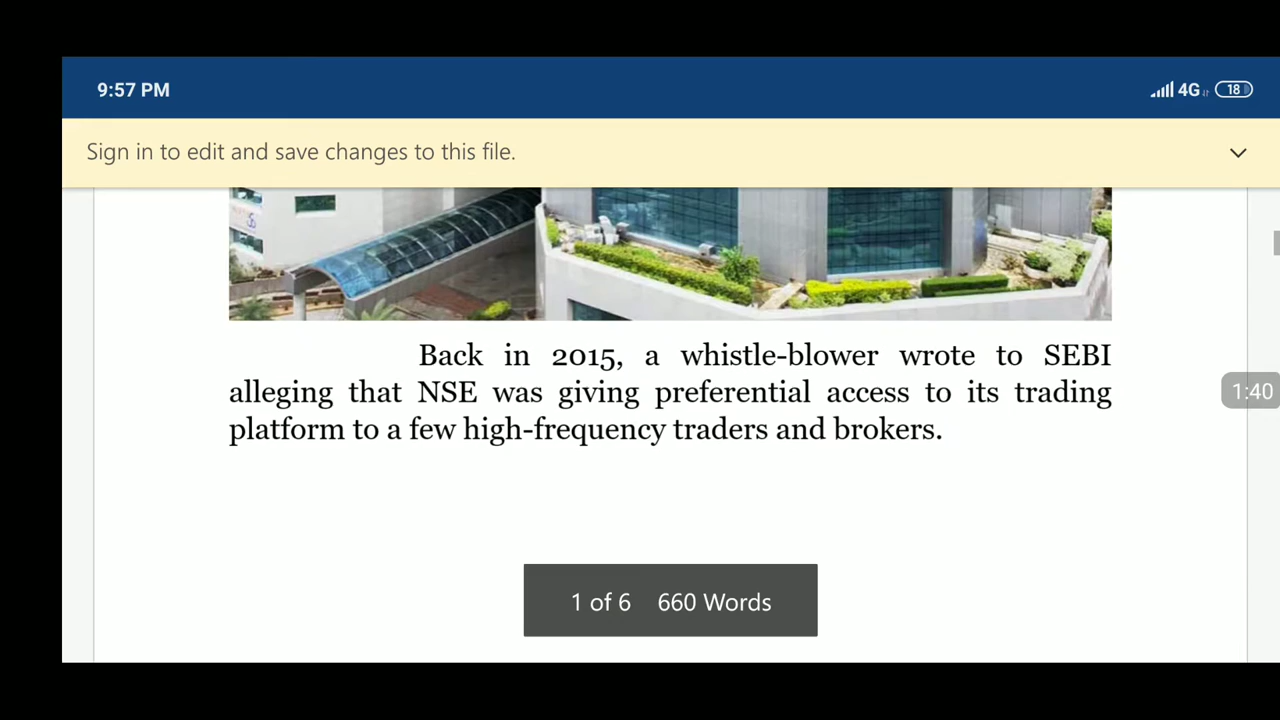 9:57 PM
4G
18
Sign in to edit and save changes to this file.
Back in 2015, a whistle-blower wrote to SEBI
alleging that NSE was giving preferential access to its trading
platform to a few high-frequency traders and brokers.
1:40
1 of 6 660 Words